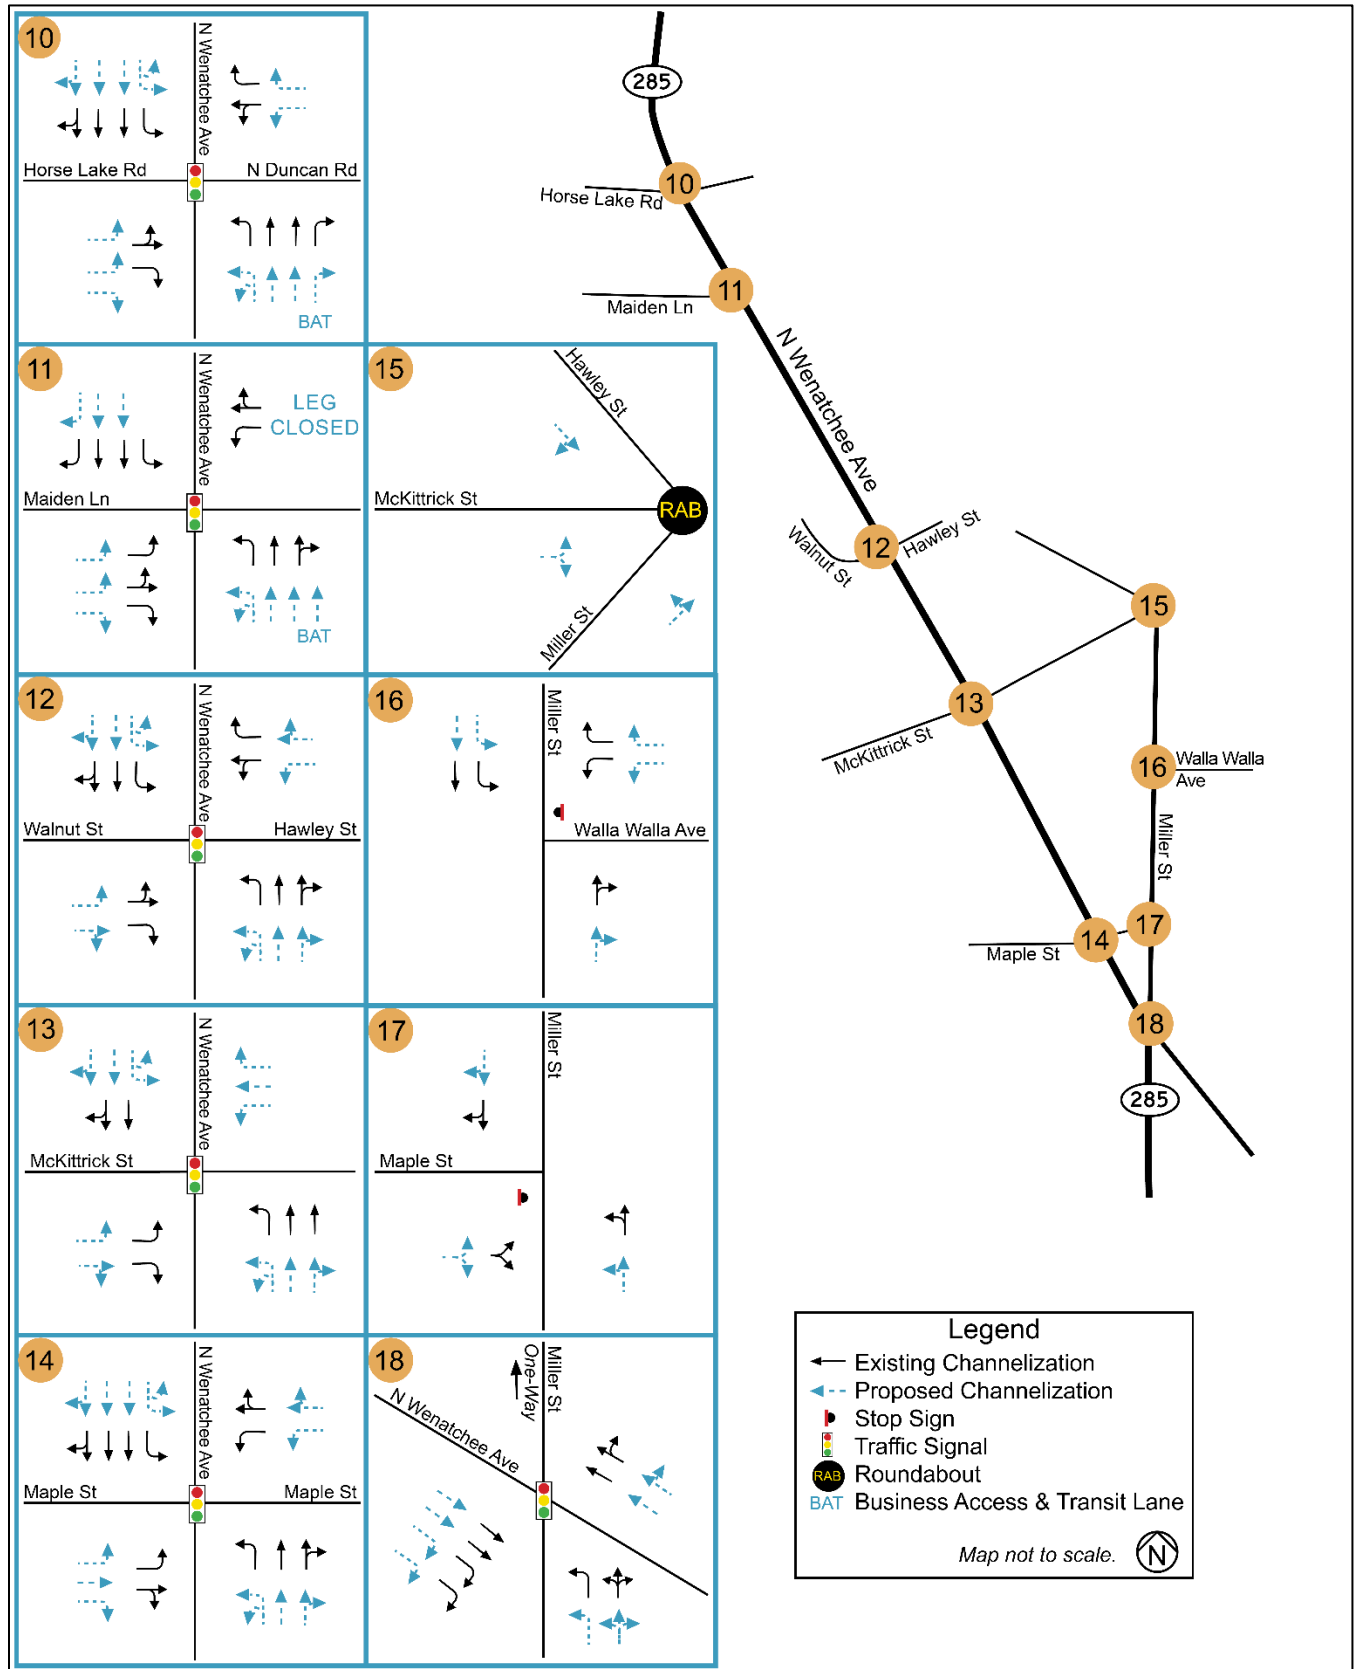 10
N Wenatchee Ave
Horse Lake Rd
N Duncan Rd
BAT
11
N Wenatchee Ave
LEG
CLOSED
Maiden Ln
BAT
15
Hawley St
McKittrick St
RAB
Miller St
12
N Wenatchee Ave
Walnut St
Hawley St
16
Miller St
Walla Walla Ave
13
N Wenatchee Ave
McKittrick St
17
Miller St
Maple St
14
N Wenatchee Ave
Maple St
Maple St
18
One-Way
Miller St
N Wenatchee Ave
285
10
Horse Lake Rd
11
Maiden Ln
N Wenatchee Ave
12
Walnut St
Hawley St
15
13
McKittrick St
16
Walla Walla
Ave
Miller St
17
14
Maple St
18
285
Legend
Existing Channelization
Proposed Channelization
Stop Sign
Traffic Signal
RAB Roundabout
BAT Business Access & Transit Lane
Map not to scale.
N